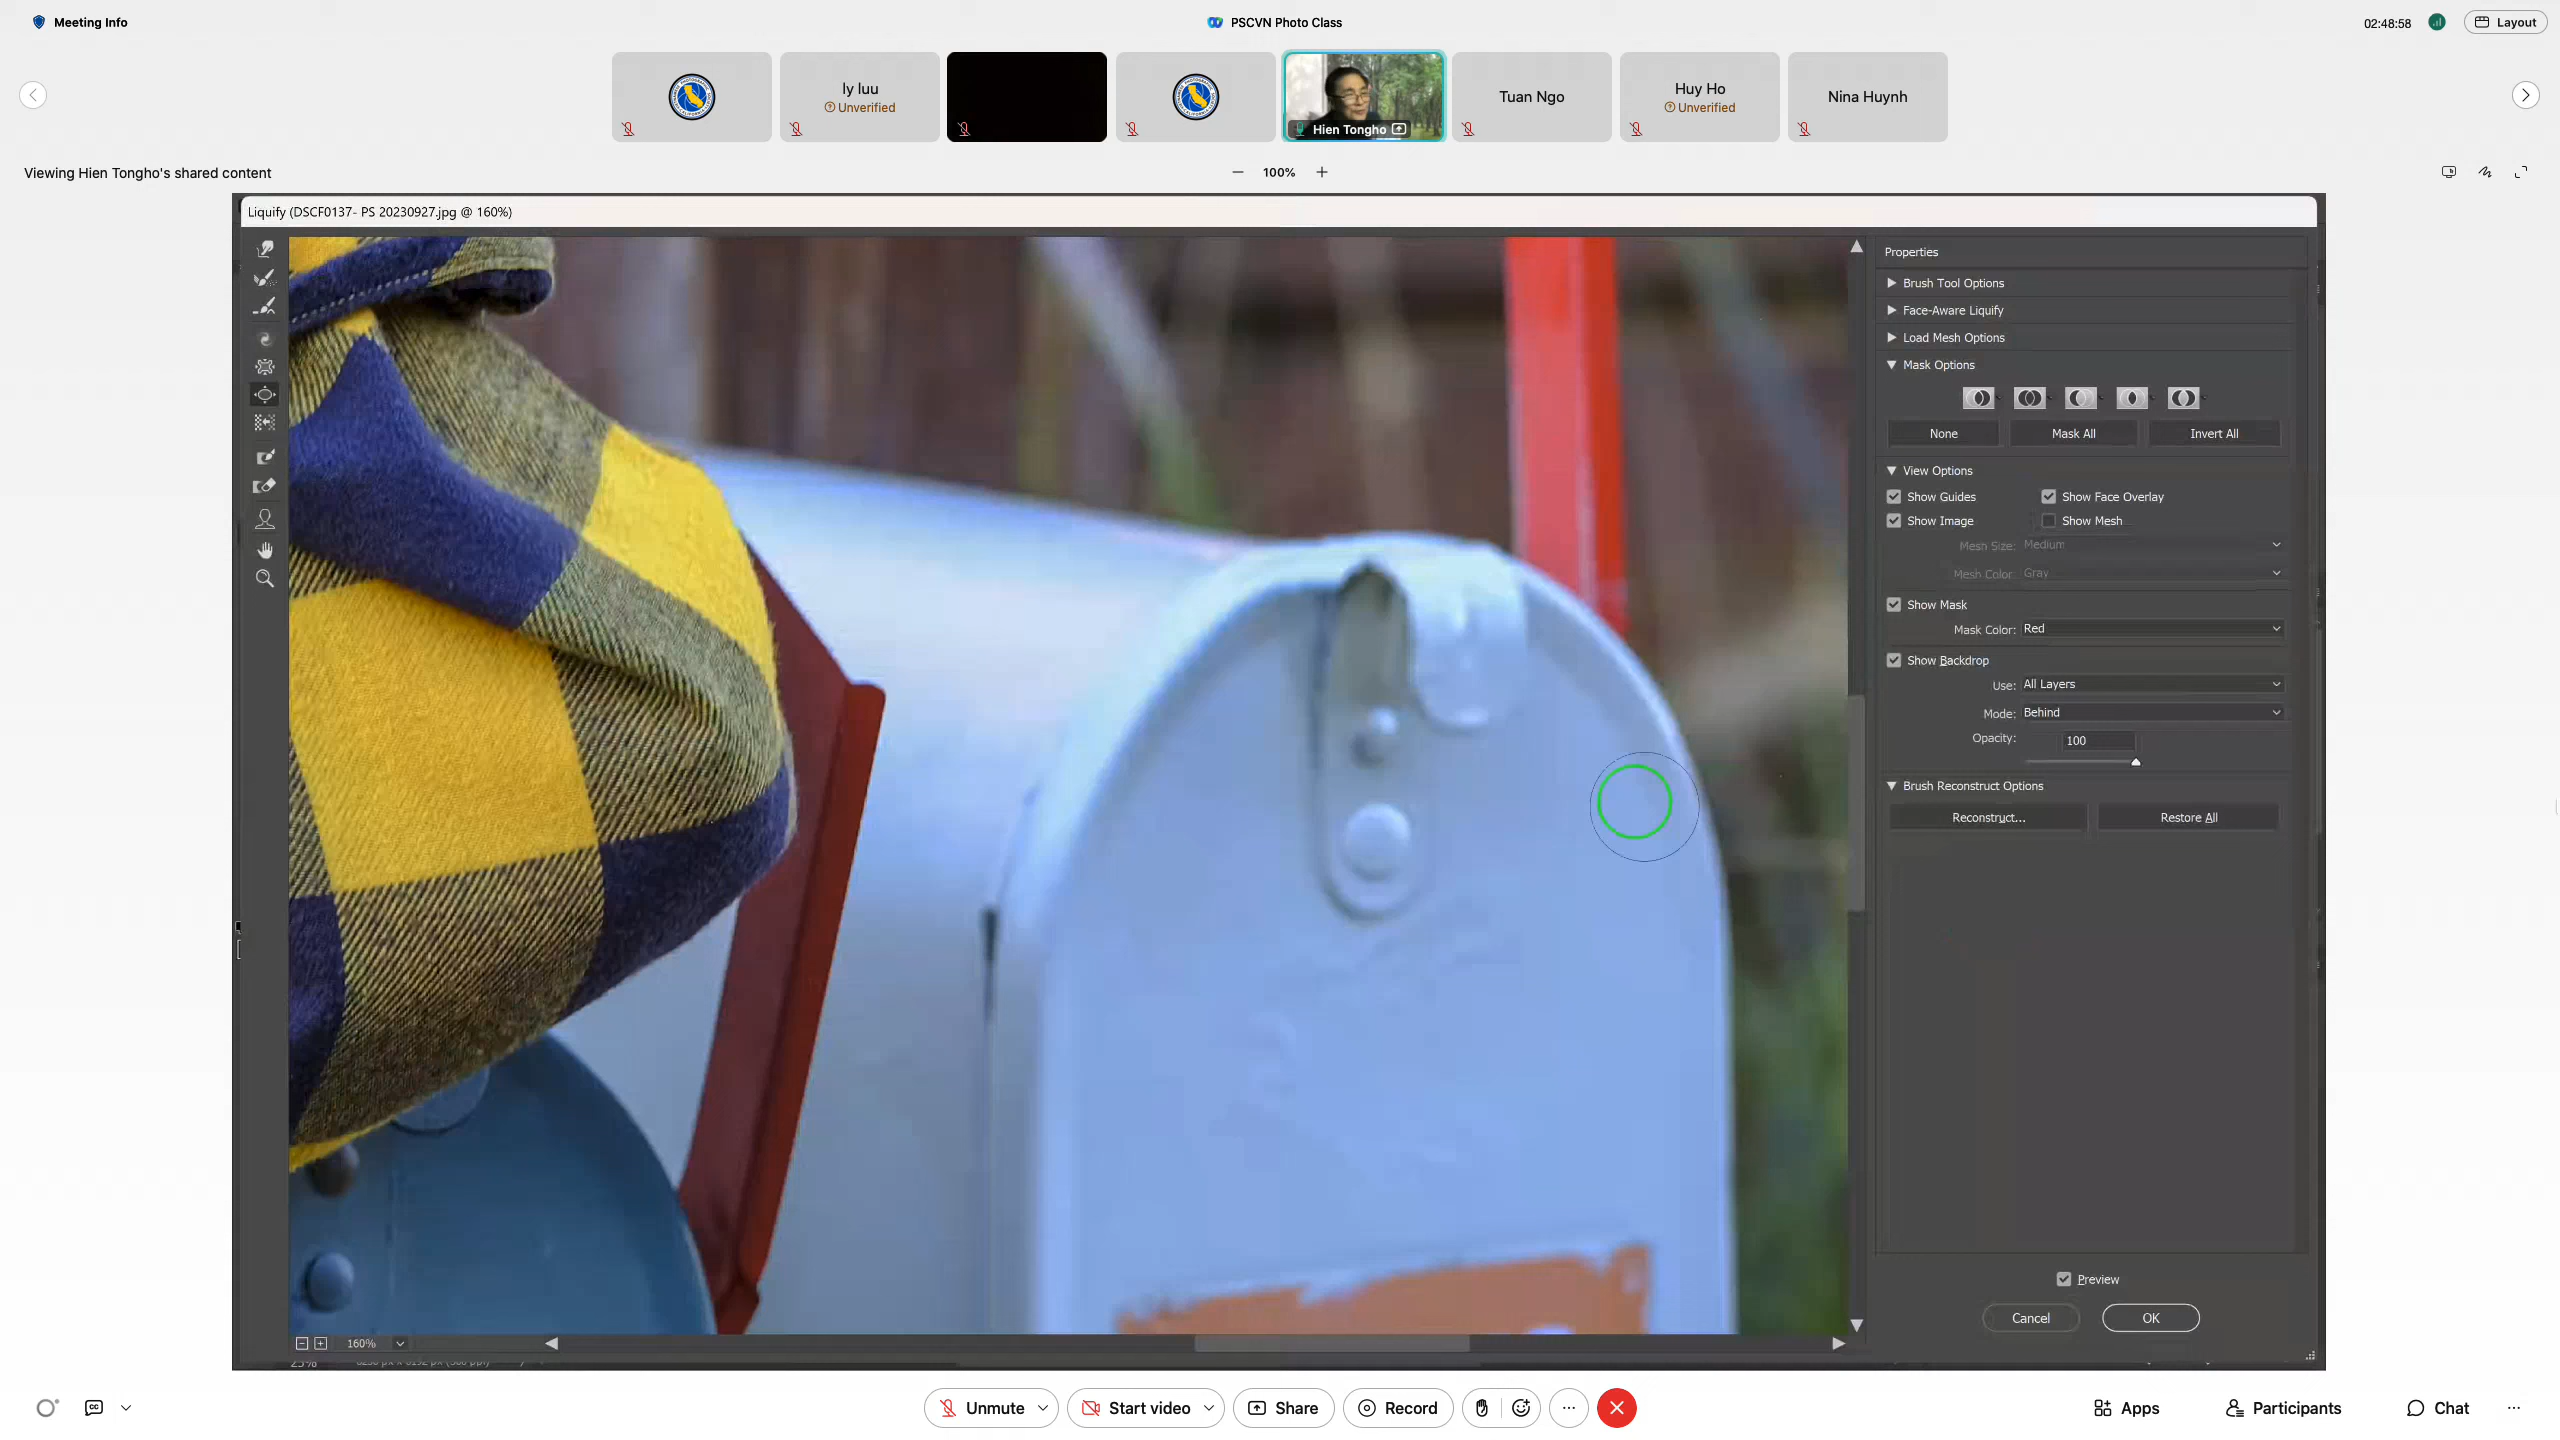 Meeting Info
PSCVN Photo Class
02:48:58
Layout
ly luu
Unverified
Hien Tongho
Tuan Ngo
Huy Ho
Unverified
Nina Huynh
Viewing Hien Tongho's shared content
100%
Liquify (DSCF0137- PS 20230927.jpg @ 160%)
Properties
Brush Tool Options
Face-Aware Liquify
Load Mesh Options
Mask Options
None
Mask All
Invert All
View Options
Show Guides
Show Face Overlay
Show Image
Show Mesh
Mesh Size: Medium
Mesh Color: Gray
Show Mask
Mask Color: Red
Show Backdrop
Use: All Layers
Mode: Behind
Opacity: 100
Brush Reconstruct Options
Reconstruct...
Restore All
Preview
Cancel
OK
160%
Unmute
Start video
Share
Record
Apps
Participants
Chat